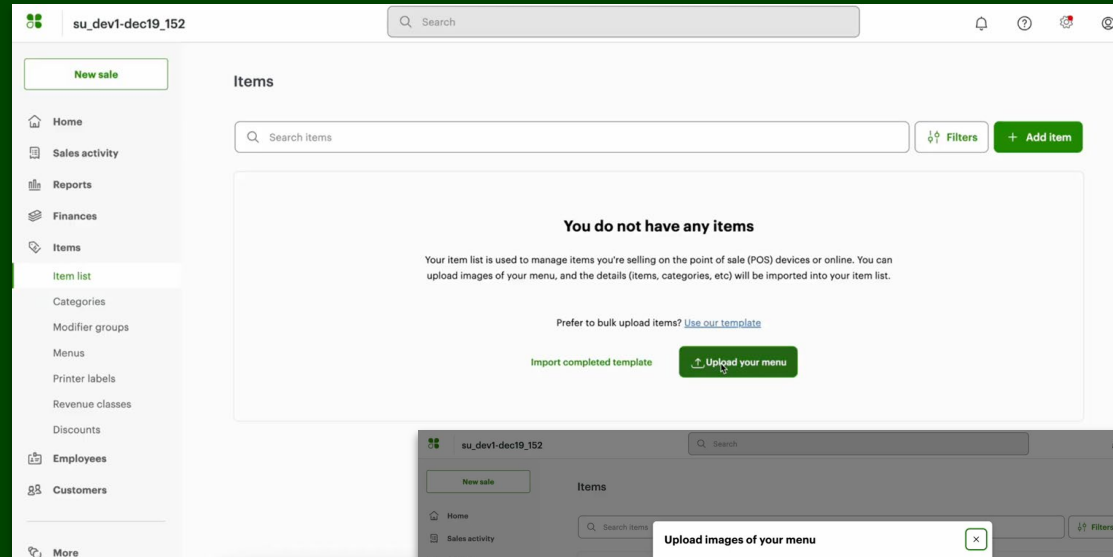 su_dev1-dec19_152
Search
New sale
Home
Sales activity
Reports
Finances
Items
Item list
Categories
Modifier groups
Menus
Printer labels
Revenue classes
Discounts
Employees
Customers
More
Items
Search items
Filters
+ Add item
You do not have any items
Your item list is used to manage items you're selling on the point of sale (POS) devices or online. You can
upload images of your menu, and the details (items, categories, etc) will be imported into your item list.
Prefer to bulk upload items? Use our template
Import completed template
Upload your menu
su_dev1-dec19_152
Search
New sale
Home
Sales activity
Items
Search items
Filters
Upload images of your menu